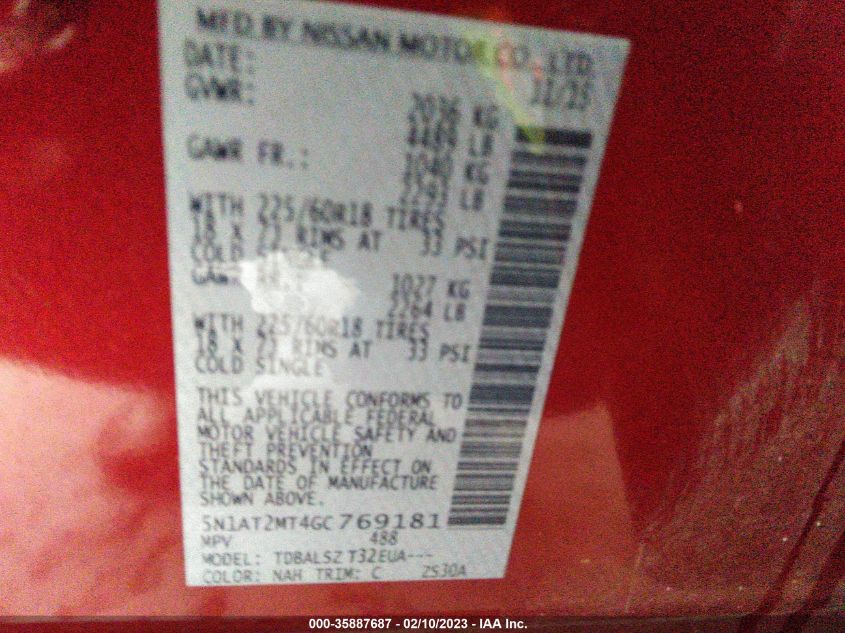 MFD. BY NISSAN MOTOR CO., LTD.
DATE: 11/15
GVWR: 2036 KG
4489 LB
GAWR FR.: 1040 KG
2293 LB
WITH 225/60R18 TIRES
18 X 7J RIMS AT 33 PSI
COLD SINGLE
GAWR 1027 KG
2264 LB
WITH 225/60R18 TIRES
18 X 7J RIMS AT 33 PSI
COLD SINGLE
THIS VEHICLE CONFORMS TO
ALL APPLICABLE FEDERAL
MOTOR VEHICLE SAFETY AND
THEFT PREVENTION
STANDARDS IN EFFECT ON
THE DATE OF MANUFACTURE
SHOWN ABOVE.
5N1AT2MT4GC769181
MPV 488
MODEL: TDBALSZ T32EUA---
COLOR: NAH TRIM: C 2S30A
000-35887687 - 02/10/2023 - IAA Inc.